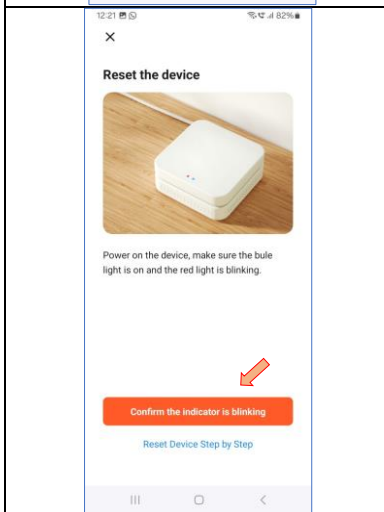 12:21 82%
Reset the device
Power on the device, make sure the bule
light is on and the red light is blinking.
Confirm the indicator is blinking
Reset Device Step by Step